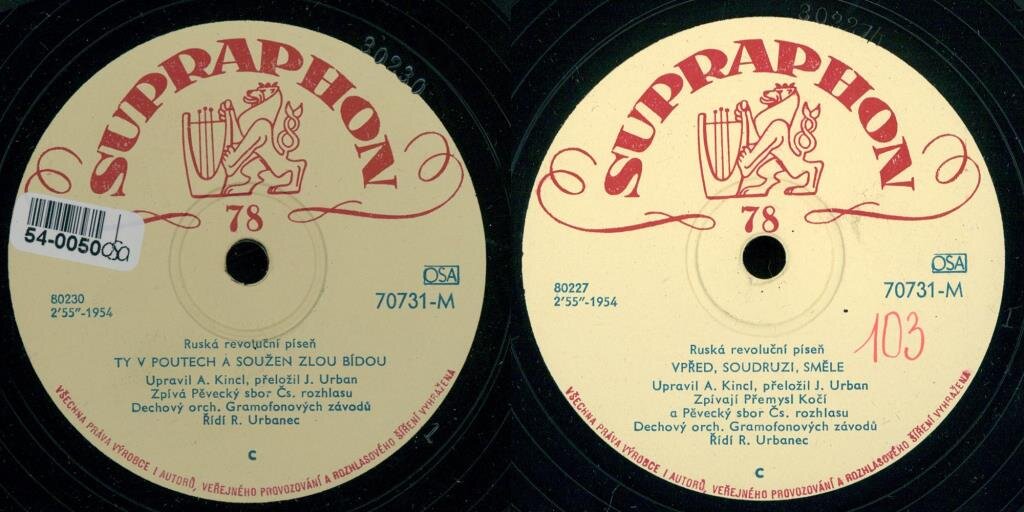 302230
SUPRAPHON
78
54-0050
OSA
80230
2'55"-1954
70731-M
Ruská revoluční píseň
TY V POUTECH A SOUŽEN ZLOU BÍDOU
Upravil A. Kincl, přeložil J. Urban
Zpívá Pěvecký sbor Čs. rozhlasu
Dechový orch. Gramofonových závodů
Řídí R. Urbanec
C
VŠECHNA PRÁVA VÝROBCE I AUTORŮ, VEŘEJNÉHO PROVOZOVÁNÍ A ROZHLASOVÉHO ŠÍŘENÍ VYHRAŽENA
SUPRAPHON
78
OSA
80227
2'55"-1954
70731-M
103
Ruská revoluční píseň
VPŘED, SOUDRUZI, SMĚLE
Upravil A. Kincl, přeložil J. Urban
Zpívají Přemysl Kočí
a Pěvecký sbor Čs. rozhlasu
Dechový orch. Gramofonových závodů
Řídí R. Urbanec
C
VŠECHNA PRÁVA VÝROBCE I AUTORŮ, VEŘEJNÉHO PROVOZOVÁNÍ A ROZHLASOVÉHO ŠÍŘENÍ VYHRAŽENA